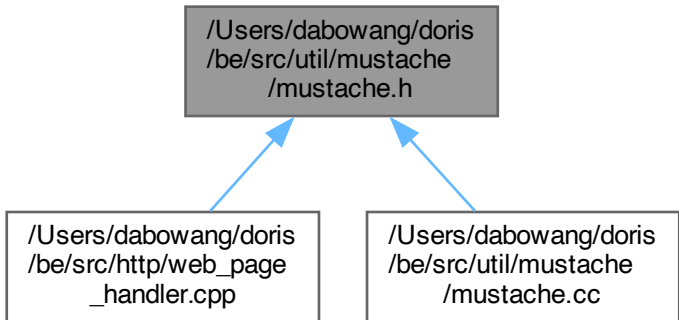 /Users/dabowang/doris
/be/src/util/mustache
/mustache.h
/Users/dabowang/doris
/be/src/http/web_page
_handler.cpp
/Users/dabowang/doris
/be/src/util/mustache
/mustache.cc